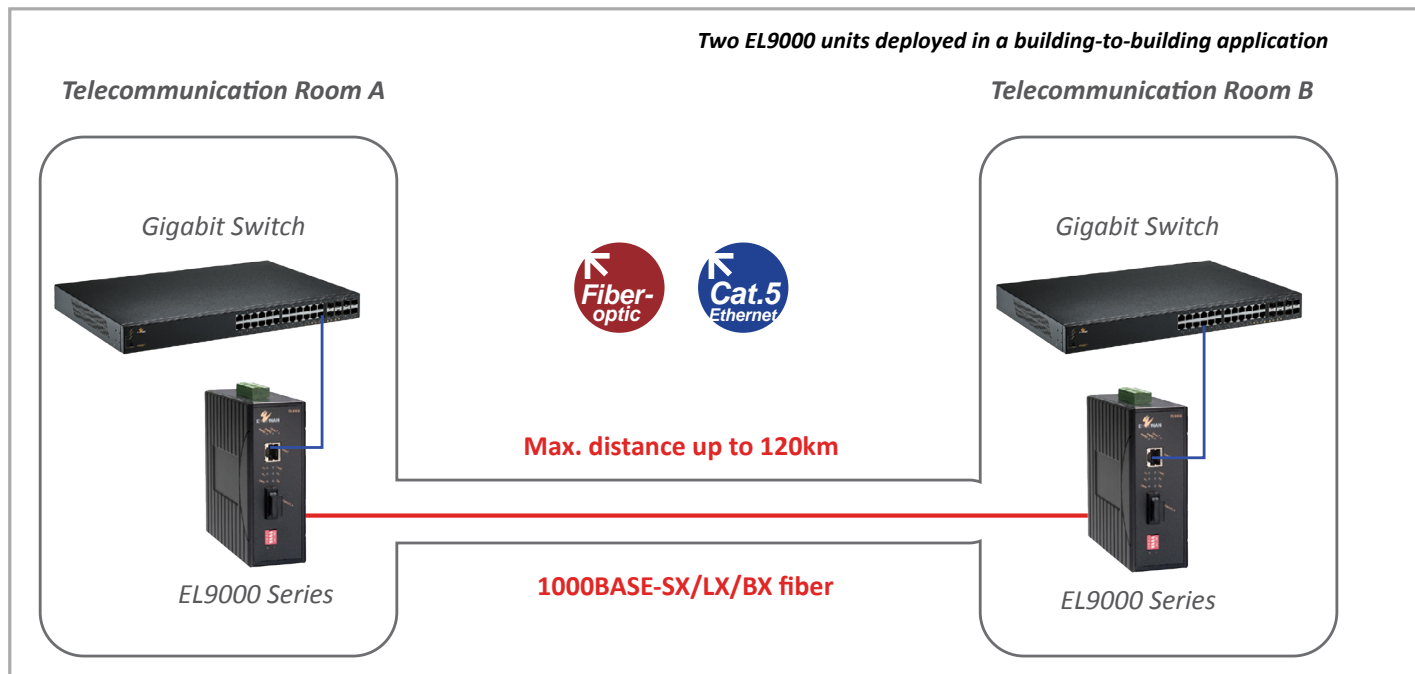 Two EL9000 units deployed in a building-to-building application
Telecommunication Room A
Telecommunication Room B
Gigabit Switch
Gigabit Switch
Fiber-
optic
Cat.5
Ethernet
Max. distance up to 120km
1000BASE-SX/LX/BX fiber
EL9000 Series
EL9000 Series